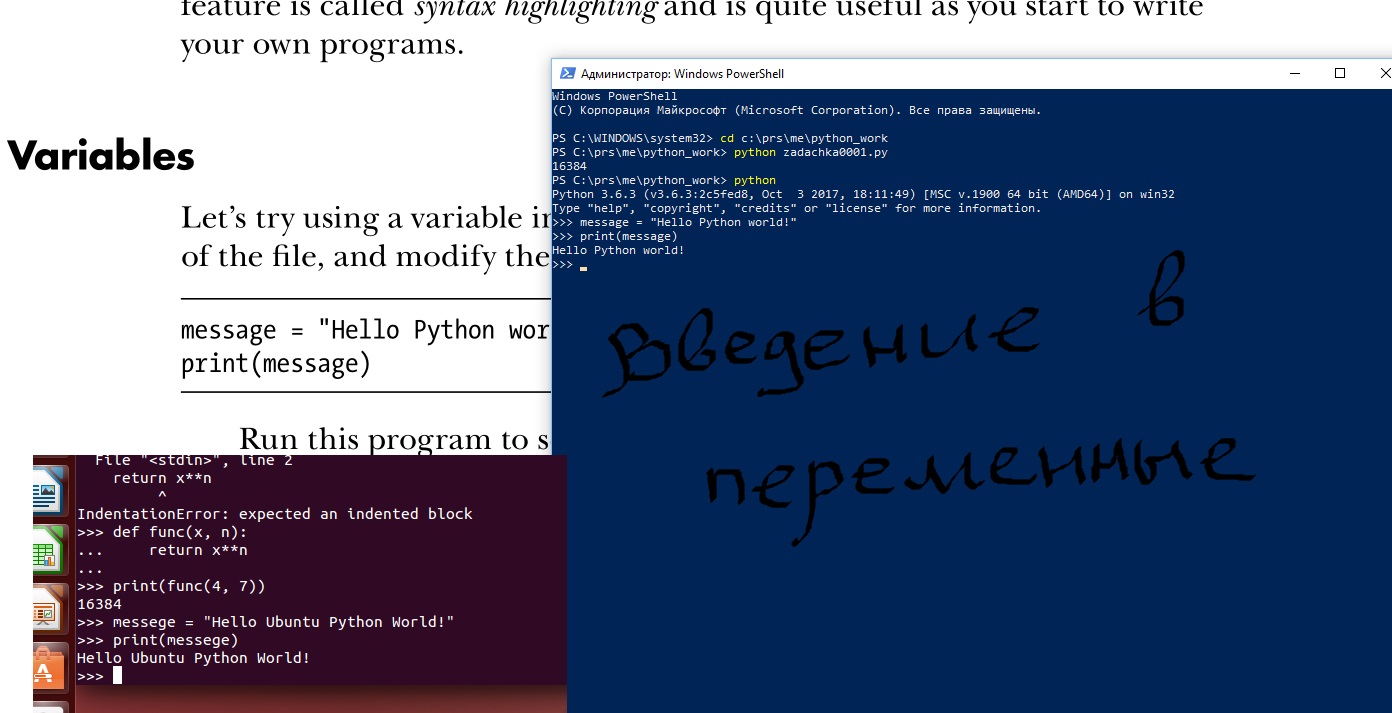 feature is called syntax highlighting and is quite useful as you start to write
your own programs.
Variables
Let’s try using a variable in
of the file, and modify the
message = "Hello Python wor
print(message)
Run this program to s
Администратор: Windows PowerShell
Windows PowerShell
(C) Корпорация Майкрософт (Microsoft Corporation). Все права защищены.
PS C:\WINDOWS\system32> cd c:\prs\me\python_work
PS C:\prs\me\python_work> python zadachka0001.py
16384
PS C:\prs\me\python_work> python
Python 3.6.3 (v3.6.3:2c5fed8, Oct  3 2017, 18:11:49) [MSC v.1900 64 bit (AMD64)] on win32
Type "help", "copyright", "credits" or "license" for more information.
>>> message = "Hello Python world!"
>>> print(message)
Hello Python world!
>>>
Введение в
переменные
File "<stdin>", line 2
return x**n
^
IndentationError: expected an indented block
>>> def func(x, n):
...     return x**n
...
>>> print(func(4, 7))
16384
>>> messege = "Hello Ubuntu Python World!"
>>> print(messege)
Hello Ubuntu Python World!
>>>